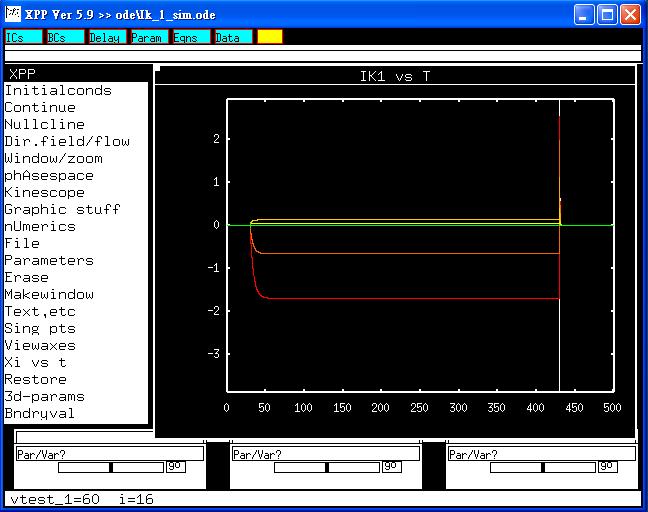 XPP Ver 5.9 >> ode\Ik_1_sim.ode
ICs BCs Delay Param Eqns Data
XPP
IK1 vs T
Initialconds
Continue
Nullcline
Dir.field/flow
Window/zoom
phAsespace
Kinescope
Graphic stuff
nUmerics
File
Parameters
Erase
Makewindow
Text,etc
Sing pts
Viewaxes
Xi vs t
Restore
3d-params
Bndryval
2
1
0
-1
-2
-3
0 50 100 150 200 250 300 350 400 450 500
Par/Var? Par/Var? Par/Var?
go go go
vtest_1=60 i=16